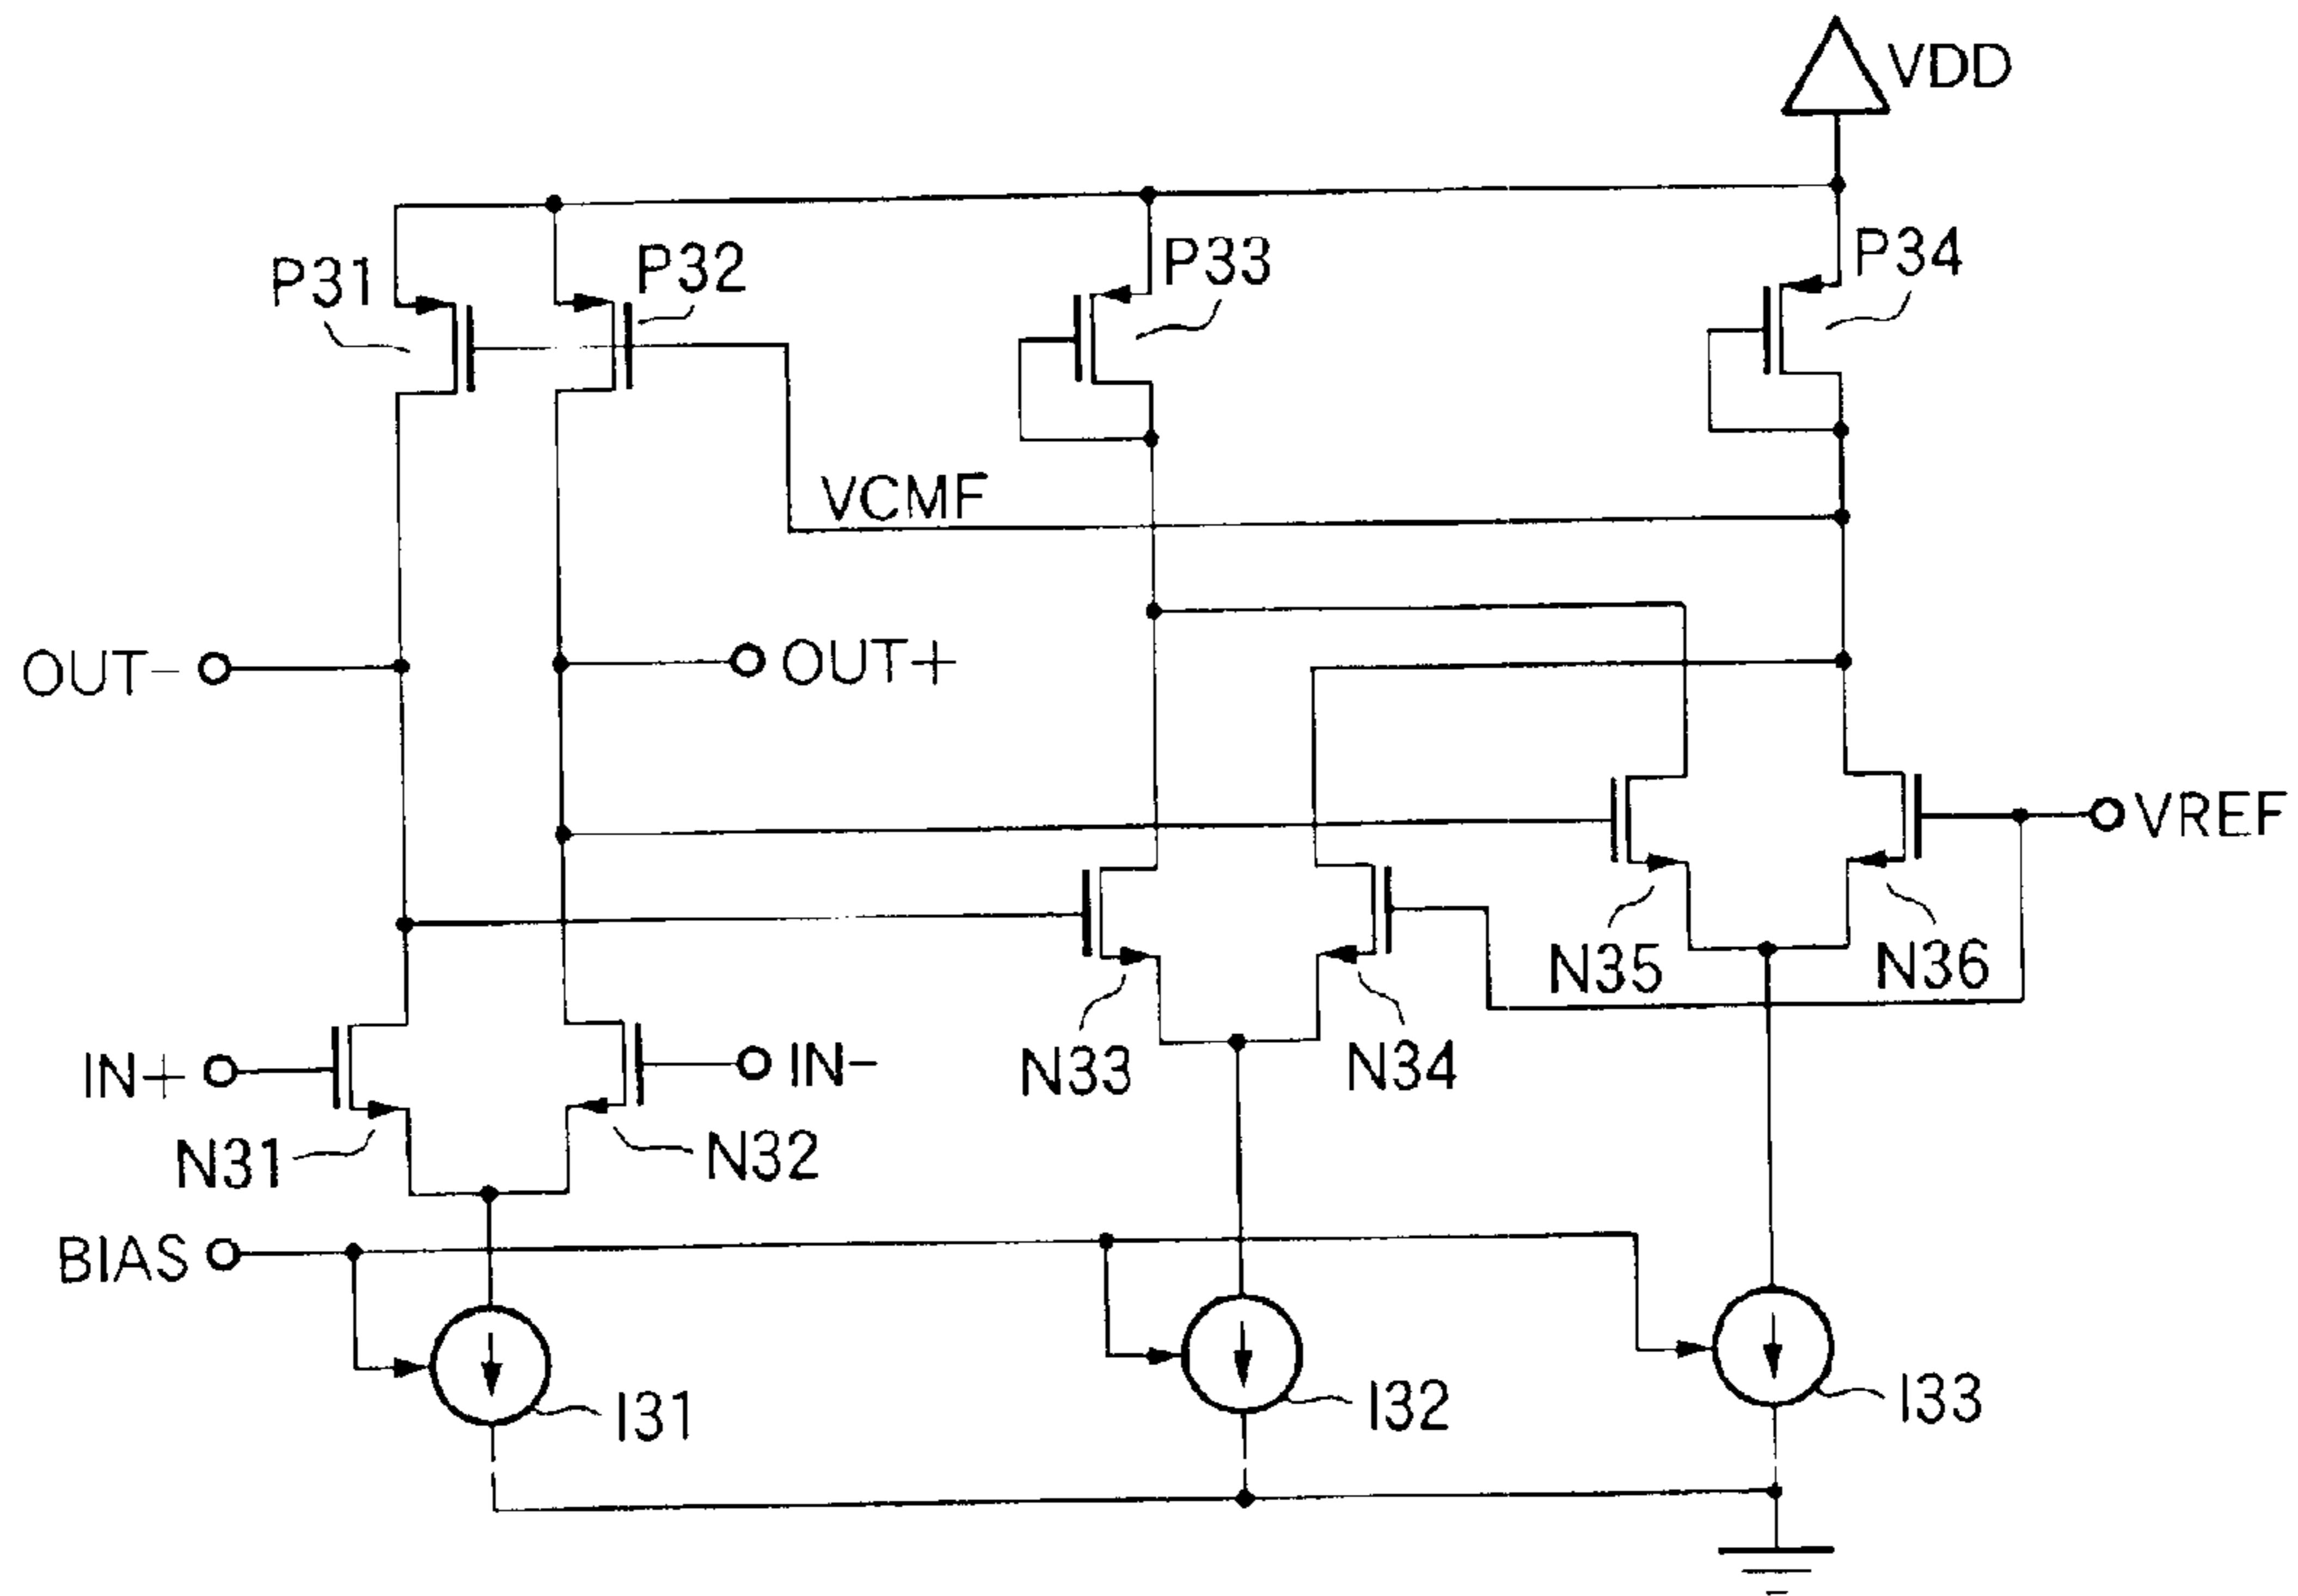 VDD
P31
P32
P33
P34
VCMF
OUT-
OUT+
VREF
N35
N36
IN+
IN-
N33
N34
N31
N32
BIAS
I31
I32
I33